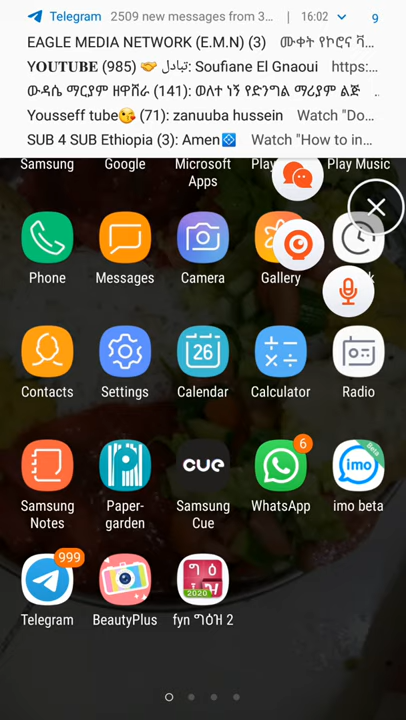 Telegram 2509 new messages from 3... 16:02 9
EAGLE MEDIA NETWORK (E.M.N) (3) ሙቀት የኮሮና ቫ...
𝐘𝐎𝐔𝐓𝐔𝐁𝐄 (985) 🤝 تبادل: Soufiane El Gnaoui https:...
ውዳሴ ማርያም ዘዋሸራ (141): ወለተ ነኝ የድንግል ማሪያም ልጅ ...
Yousseff tube😘 (71): zanuuba hussein Watch "Do...
SUB 4 SUB Ethiopia (3): Amen💠 Watch "How to in...
Samsung Google Microsoft Apps Play Music
Phone Messages Camera Gallery
26
Contacts Settings Calendar Calculator Radio
cue 6 imo Beta
Samsung Notes Paper-garden Samsung Cue WhatsApp imo beta
999 2020
Telegram BeautyPlus fyn ግዕዝ 2